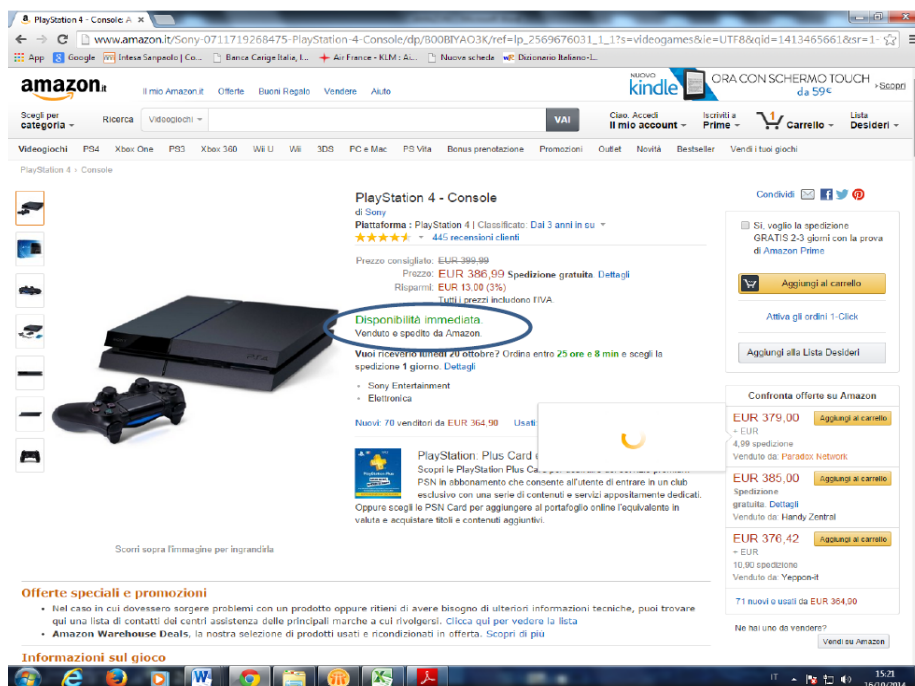 PlayStation 4 - Console: A
www.amazon.it/Sony-0711719268475-PlayStation-4-Console/dp/B00BIYAO3K/ref=lp_2569676031_1_1?s=videogames&ie=UTF8&qid=1413465661&sr=1-
App Google Intesa Sanpaolo | Co... Banca Carige Italia, I... Air France - KLM : Ai... Nuova scheda Dizionario Italiano-I...
amazon.it
Il mio Amazon.it Offerte Buoni Regalo Vendere Aiuto
NUOVO
kindle
ORA CON SCHERMO TOUCH
da 59€
Scopri
Scegli per
categoria
Ricerca
Videogiochi
VAI
Ciao. Accedi
Il mio account
Iscriviti a
Prime
1
Carrello
Lista
Desideri
Videogiochi PS4 Xbox One PS3 Xbox 360 Wii U Wii 3DS PC e Mac PS Vita Bonus prenotazione Promozioni Outlet Novità Bestseller Vendi i tuoi giochi
PlayStation 4 › Console
PlayStation 4 - Console
di Sony
Piattaforma : PlayStation 4 | Classificato: Dai 3 anni in su
445 recensioni clienti
Prezzo consigliato: EUR 399,99
Prezzo: EUR 386,99 Spedizione gratuita. Dettagli
Risparmi: EUR 13,00 (3%)
Tutti i prezzi includono l'IVA.
Disponibilità immediata.
Venduto e spedito da Amazon.
Vuoi riceverlo lunedì 20 ottobre? Ordina entro 25 ore e 8 min e scegli la
spedizione 1 giorno. Dettagli
Sony Entertainment
Elettronica
Nuovi: 70 venditori da EUR 364,90 Usati
PlayStation: Plus Card
Scopri le PlayStation Plus
PSN in abbonamento che consente all'utente di entrare in un club
esclusivo con una serie di contenuti e servizi appositamente dedicati.
Oppure scegli le PSN Card per aggiungere al portafoglio online l'equivalente in
valuta e acquistare titoli e contenuti aggiuntivi.
Scorri sopra l'immagine per ingrandirla
Condividi
Sì, voglio la spedizione
GRATIS 2-3 giorni con la prova
di Amazon Prime
Aggiungi al carrello
Attiva gli ordini 1-Click
Aggiungi alla Lista Desideri
Confronta offerte su Amazon
EUR 379,00 Aggiungi al carrello
+ EUR
4,99 spedizione
Venduto da: Paradox Network
EUR 385,00 Aggiungi al carrello
Spedizione
gratuita. Dettagli
Venduto da: Handy Zentral
EUR 376,42 Aggiungi al carrello
+ EUR
10,90 spedizione
Venduto da: Yeppon-it
71 nuovi e usati da EUR 364,90
Ne hai uno da vendere?
Vendi su Amazon
Offerte speciali e promozioni
Nel caso in cui dovessero sorgere problemi con un prodotto oppure ritieni di avere bisogno di ulteriori informazioni tecniche, puoi trovare
qui una lista di contatti dei centri assistenza delle principali marche a cui rivolgersi. Clicca qui per vedere la lista
Amazon Warehouse Deals, la nostra selezione di prodotti usati e ricondizionati in offerta. Scopri di più
Informazioni sul gioco
IT
15:21
16/10/2014